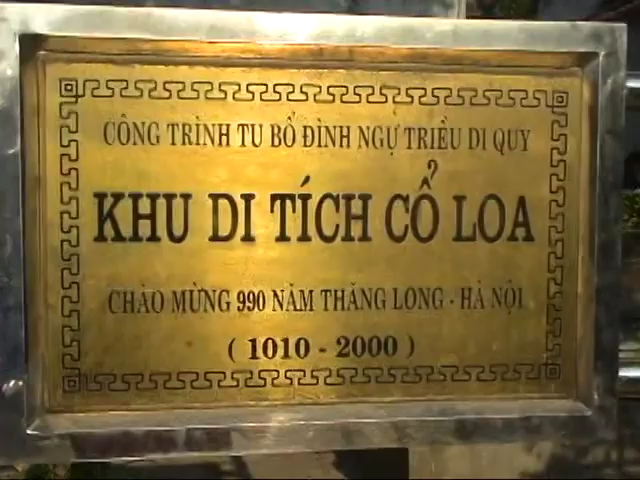 CÔNG TRÌNH TU BỔ ĐÌNH NGỰ TRIỀU DI QUY
KHU DI TÍCH CỔ LOA
CHÀO MỪNG 990 NĂM THĂNG LONG - HÀ NỘI
( 1010 - 2000 )